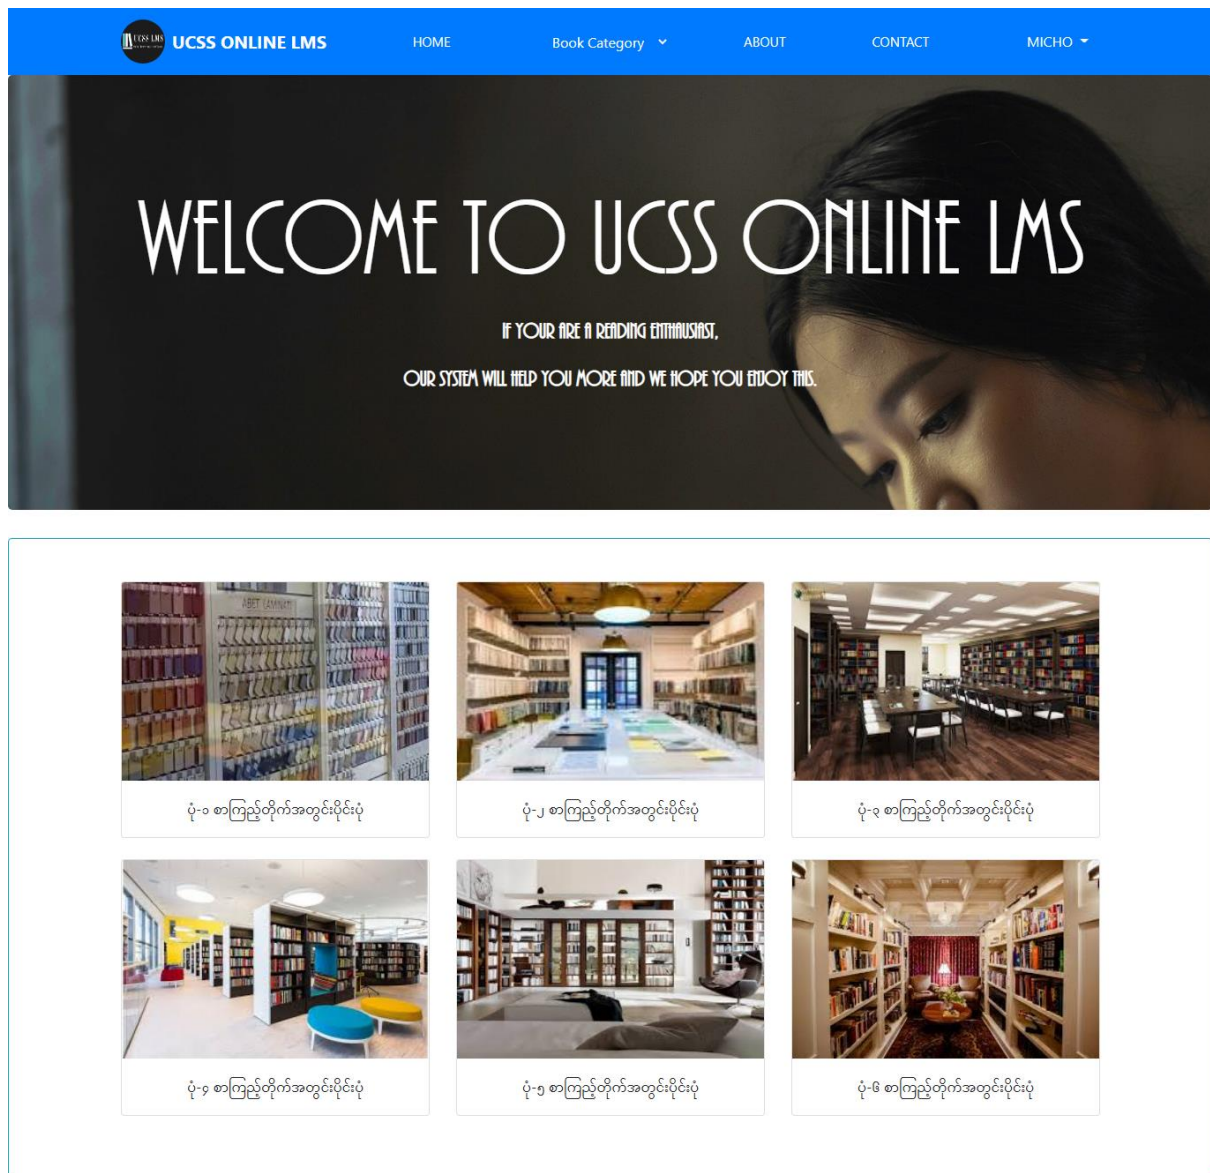 UCSS LMS
UCSS ONLINE LMS
HOME
Book Category
ABOUT
CONTACT
MICHO
WELCOME TO UCSS ONLINE LMS
IF YOUR ARE A READING ENTHAUSIAST,
OUR SYSTEM WILL HELP YOU MORE AND WE HOPE YOU ENJOY THIS.
ABET LAMINATI
ပုံ-၁ စာကြည့်တိုက်အတွင်းပိုင်းပုံ
ပုံ-၂ စာကြည့်တိုက်အတွင်းပိုင်းပုံ
ပုံ-၃ စာကြည့်တိုက်အတွင်းပိုင်းပုံ
ပုံ-၄ စာကြည့်တိုက်အတွင်းပိုင်းပုံ
ပုံ-၅ စာကြည့်တိုက်အတွင်းပိုင်းပုံ
ပုံ-၆ စာကြည့်တိုက်အတွင်းပိုင်းပုံ